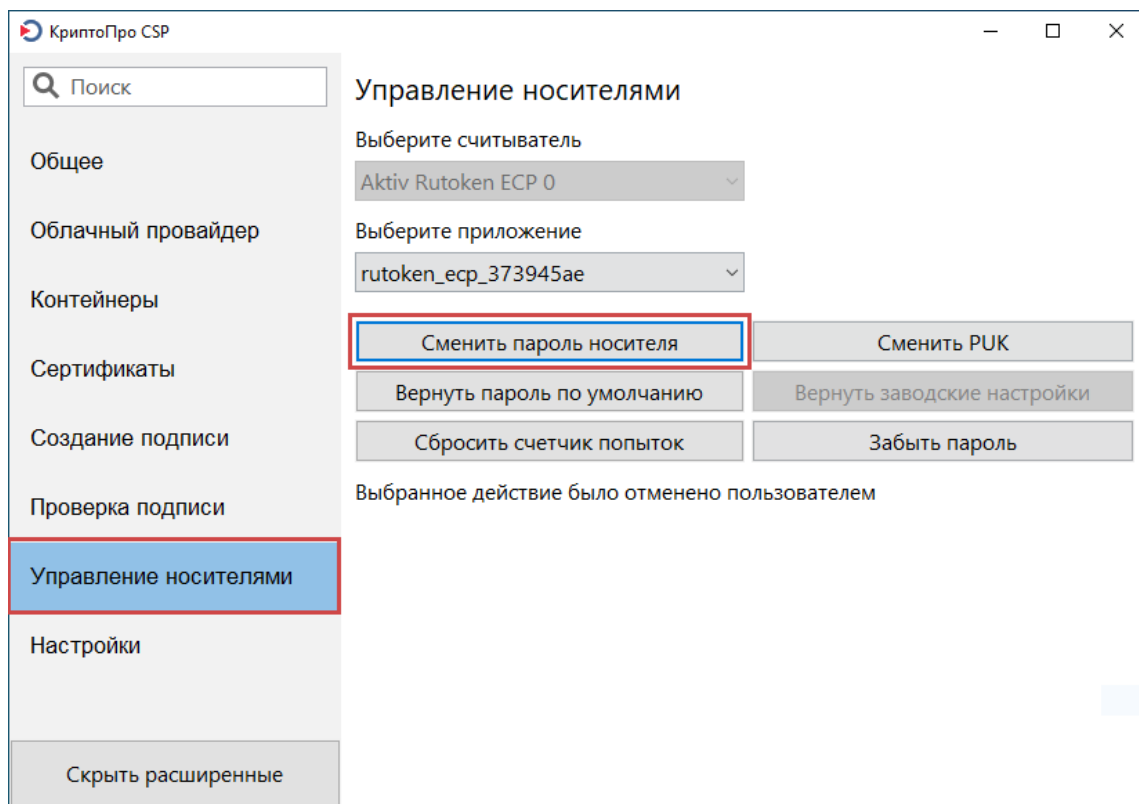 КриптоПро CSP
Поиск
Общее
Облачный провайдер
Контейнеры
Сертификаты
Создание подписи
Проверка подписи
Управление носителями
Настройки
Скрыть расширенные
Управление носителями
Выберите считыватель
Aktiv Rutoken ECP 0
Выберите приложение
rutoken_ecp_373945ae
Сменить пароль носителя
Сменить PUK
Вернуть пароль по умолчанию
Вернуть заводские настройки
Сбросить счетчик попыток
Забыть пароль
Выбранное действие было отменено пользователем